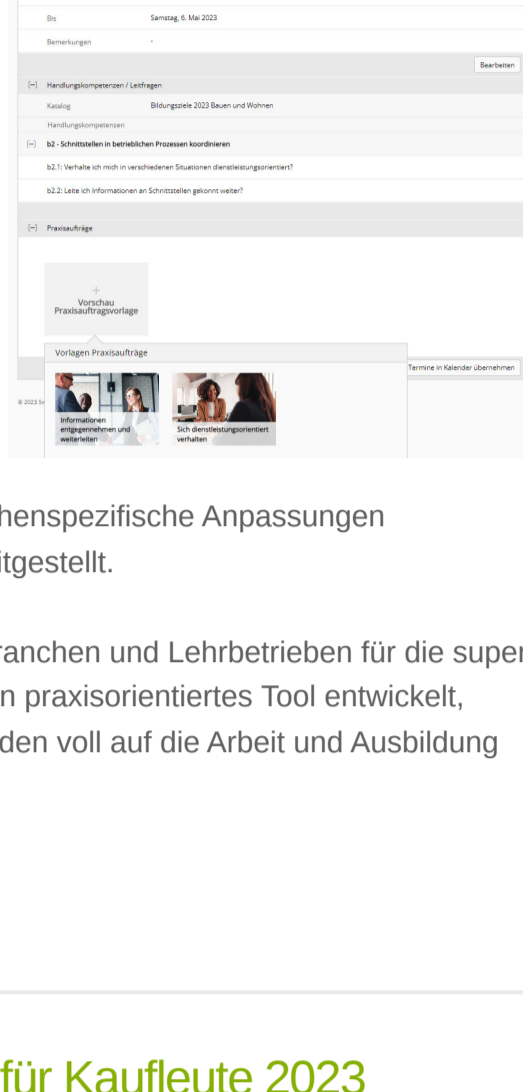 Bis Samstag, 6. Mai 2023
Bemerkungen -
Bearbeiten
[−] Handlungskompetenzen / Leitfragen
Katalog Bildungsziele 2023 Bauen und Wohnen
Handlungskompetenzen
[−] b2 - Schnittstellen in betrieblichen Prozessen koordinieren
b2.1: Verhalte ich mich in verschiedenen Situationen dienstleistungsorientiert?
b2.2: Leite ich Informationen an Schnittstellen gekonnt weiter?
[−] Praxisaufträge
+
Vorschau
Praxisauftragsvorlage
Vorlagen Praxisaufträge
Termine in Kalender übernehmen
Informationen
entgegennehmen und
weiterleiten
Sich dienstleistungsorientiert
verhalten
© 2023
henspezifische Anpassungen
itgestellt.
ranchen und Lehrbetrieben für die super
n praxisorientiertes Tool entwickelt,
den voll auf die Arbeit und Ausbildung
für Kaufleute 2023